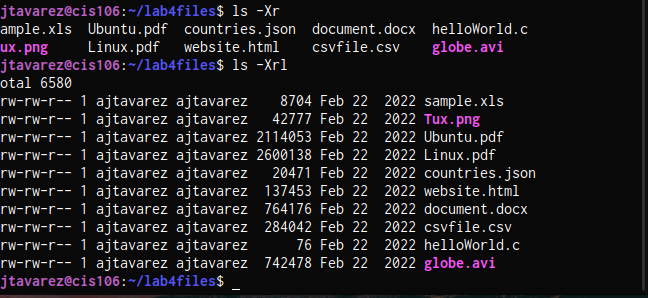 jtavarez@cis106:~/lab4files$ ls -Xr
ample.xls  Ubuntu.pdf  countries.json  document.docx  helloWorld.c
ux.png     Linux.pdf   website.html    csvfile.csv    globe.avi
jtavarez@cis106:~/lab4files$ ls -Xrl
otal 6580
rw-rw-r-- 1 ajtavarez ajtavarez    8704 Feb 22  2022 sample.xls
rw-rw-r-- 1 ajtavarez ajtavarez   42777 Feb 22  2022 Tux.png
rw-rw-r-- 1 ajtavarez ajtavarez 2114053 Feb 22  2022 Ubuntu.pdf
rw-rw-r-- 1 ajtavarez ajtavarez 2600138 Feb 22  2022 Linux.pdf
rw-rw-r-- 1 ajtavarez ajtavarez   20471 Feb 22  2022 countries.json
rw-rw-r-- 1 ajtavarez ajtavarez  137453 Feb 22  2022 website.html
rw-rw-r-- 1 ajtavarez ajtavarez  764176 Feb 22  2022 document.docx
rw-rw-r-- 1 ajtavarez ajtavarez  284042 Feb 22  2022 csvfile.csv
rw-rw-r-- 1 ajtavarez ajtavarez      76 Feb 22  2022 helloWorld.c
rw-rw-r-- 1 ajtavarez ajtavarez  742478 Feb 22  2022 globe.avi
jtavarez@cis106:~/lab4files$ _